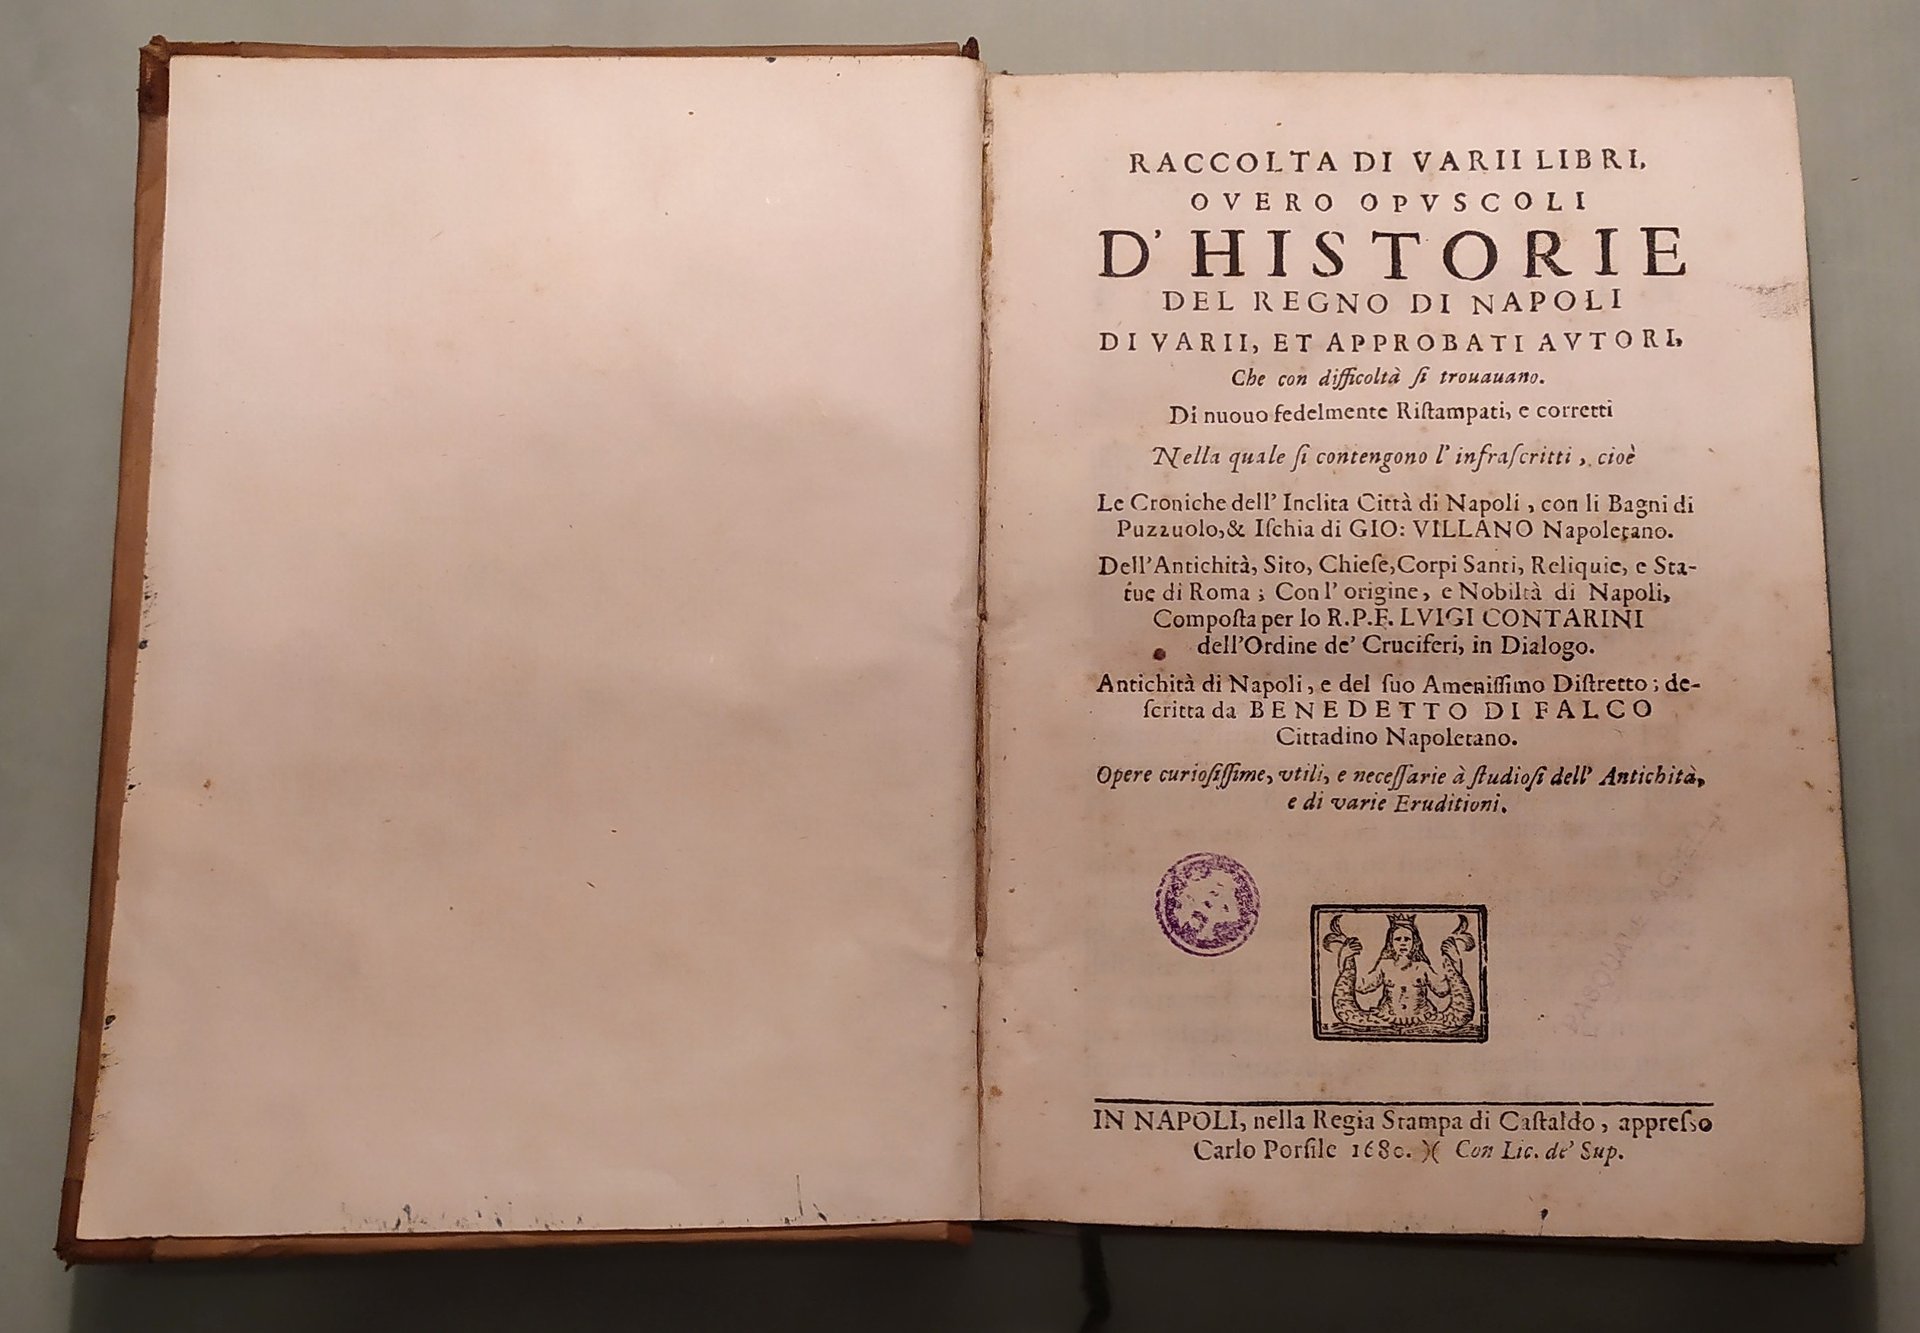 RACCOLTA DI VARII LIBRI,
OVERO OPVSCOLI
D'HISTORIE
DEL REGNO DI NAPOLI
DI VARII, ET APPROBATI AVTORI,
Che con difficoltà ſi trouauano.
Di nuouo fedelmente Riſtampati, e corretti
Nella quale ſi contengono l'infraſcritti, cioè
Le Croniche dell'Inclita Città di Napoli, con li Bagni di
Puzzuolo,& Iſchia di GIO: VILLANO Napoletano.
Dell'Antichità, Sito, Chieſe,Corpi Santi, Reliquie, e Sta-
tue di Roma; Con l'origine, e Nobiltà di Napoli,
Compoſta per lo R.P.F. LVIGI CONTARINI
dell'Ordine de' Cruciferi, in Dialogo.
Antichità di Napoli, e del ſuo Ameniſſimo Diſtretto; de-
ſcritta da BENEDETTO DI FALCO
Cittadino Napoletano.
Opere curioſiſſime, vtili, e neceſſarie à ſtudioſi dell'Antichità,
e di varie Eruditioni.
PASQUALE
IN NAPOLI, nella Regia Stampa di Caſtaldo, appreſſo
Carlo Porſile 1680. )( Con Lic. de' Sup.